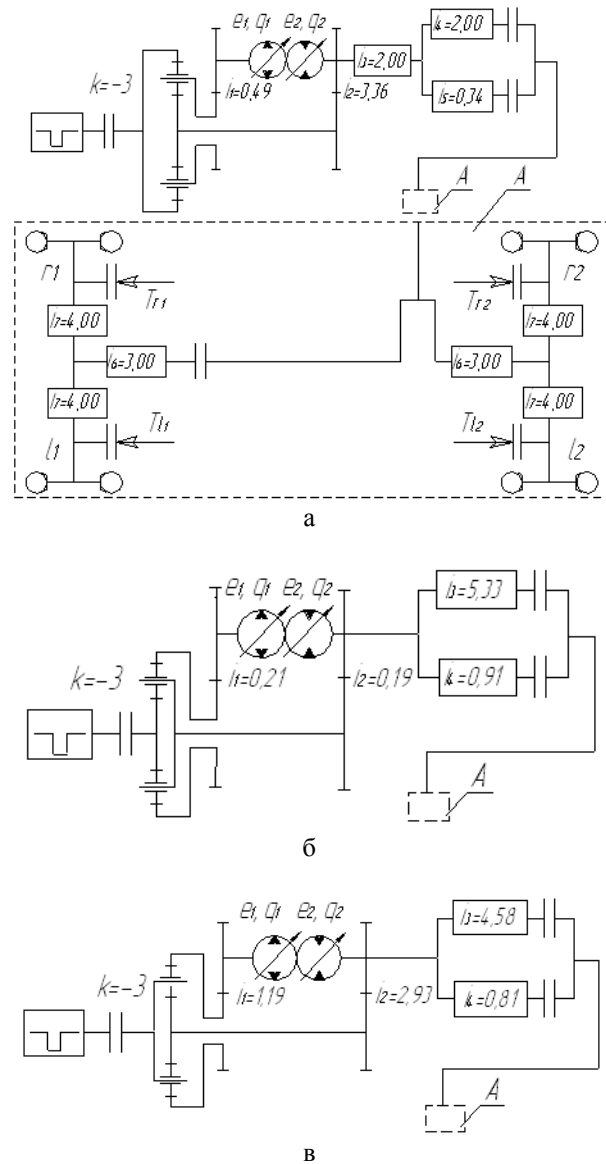 e1, q1 e2, q2
i4=2,00
i3=2,00
k=-3
i1=0,49
i2=3,36
i5=0,34
A
A
r1
Tr1
Tr2
r2
i7=4,00
i7=4,00
i6=3,00
i6=3,00
i7=4,00
i7=4,00
l1
Tl1
Tl2
l2
а
e1, q1 e2, q2
i3=5,33
k=-3
i1=0,21
i2=0,19
i4=0,91
A
б
e1, q1 e2, q2
i3=4,58
k=-3
i1=1,19
i2=2,93
i4=0,81
A
в